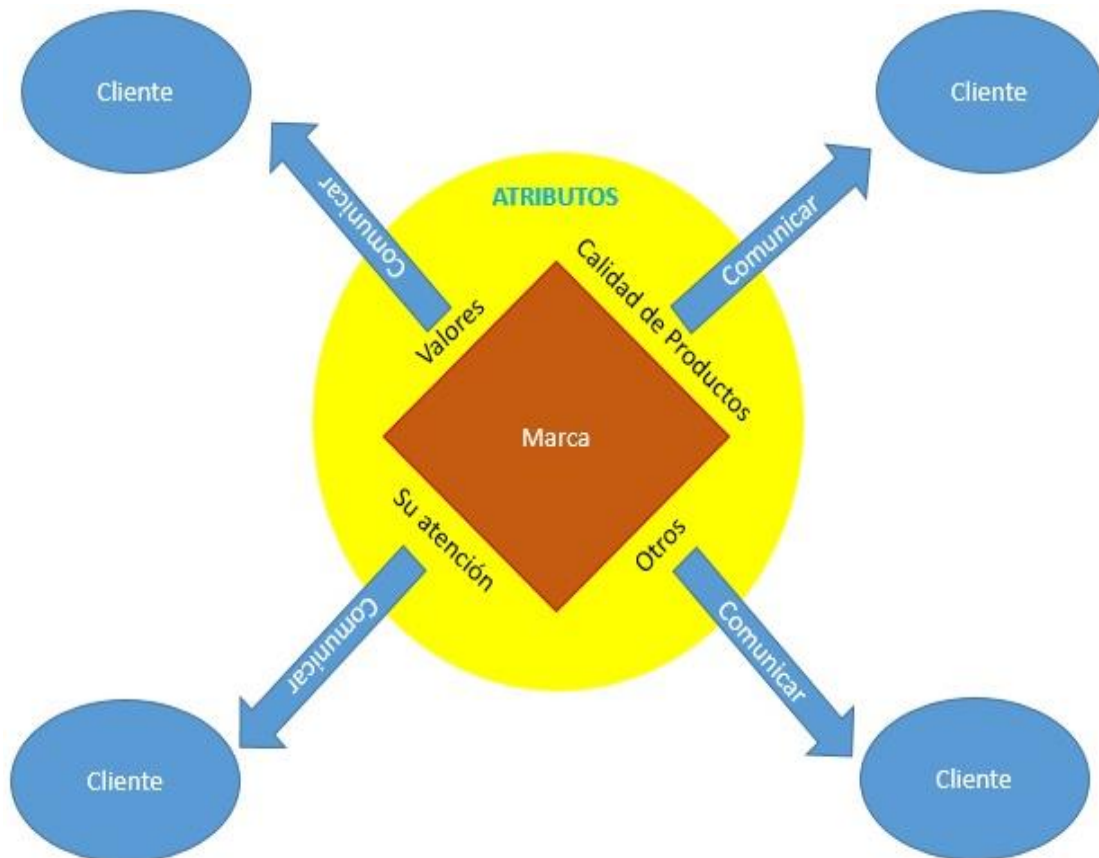 Cliente
Cliente
Comunicar
Comunicar
ATRIBUTOS
Valores
Calidad de Productos
Marca
Su atención
Otros
Comunicar
Comunicar
Cliente
Cliente